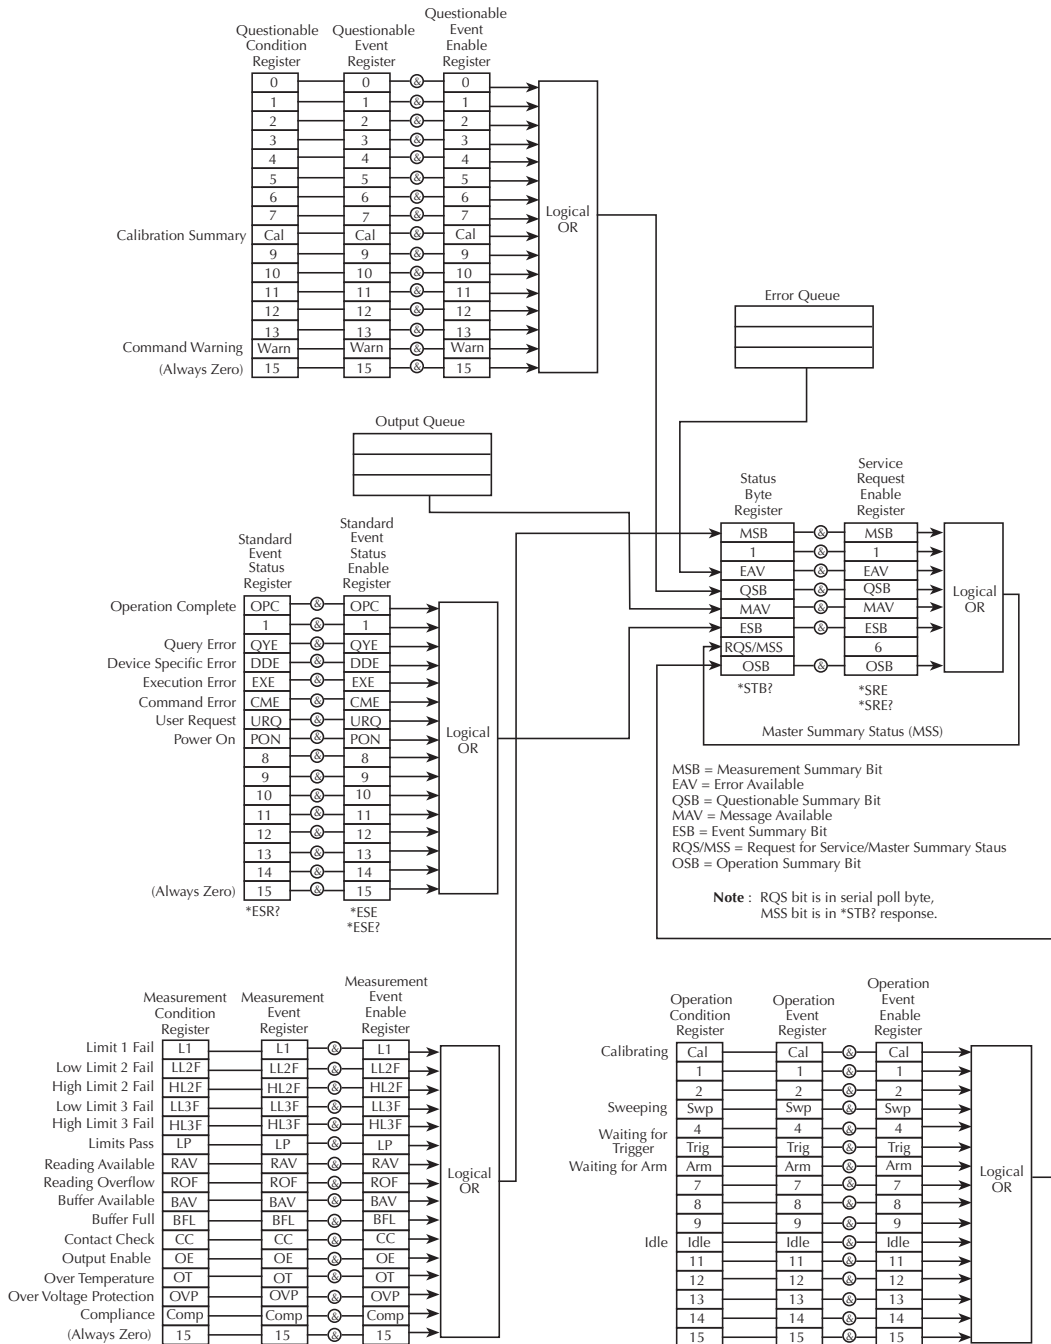 Questionable Condition Register
Questionable Event Register
Questionable Event Enable Register
0 & 0 & 0
1 1 & 1
2 2 & 2
3 3 & 3
4 4 & 4
5 5 & 5
6 6 & 6
7 7 & 7
Calibration Summary Cal Cal & Cal
9 9 & 9
10 10 & 10
11 11 & 11
12 12 & 12
13 13 & 13
Command Warning Warn Warn & Warn
(Always Zero) 15 15 & 15
Logical
OR
Error Queue
Output Queue
Status
Byte
Register
Service
Request
Enable
Register
MSB & MSB
1 & 1
EAV & EAV
QSB & QSB
MAV & MAV
ESB & ESB
RQS/MSS 6
OSB & OSB
*STB?
*SRE
*SRE?
Logical
OR
Master Summary Status (MSS)
MSB = Measurement Summary Bit
EAV = Error Available
QSB = Questionable Summary Bit
MAV = Message Available
ESB = Event Summary Bit
RQS/MSS = Request for Service/Master Summary Staus
OSB = Operation Summary Bit
Note : RQS bit is in serial poll byte,
MSS bit is in *STB? response.
Standard
Event
Status
Register
Standard
Event
Status
Enable
Register
Operation Complete OPC & OPC
1 & 1
Query Error QYE & QYE
Device Specific Error DDE & DDE
Execution Error EXE & EXE
Command Error CME & CME
User Request URQ & URQ
Power On PON & PON
8 & 8
9 & 9
10 & 10
11 & 11
12 & 12
13 & 13
14 & 14
(Always Zero) 15 & 15
*ESR?
*ESE
*ESE?
Logical
OR
Measurement
Condition
Register
Measurement
Event
Register
Measurement
Event
Enable
Register
Limit 1 Fail L1 L1 & L1
Low Limit 2 Fail LL2F LL2F & LL2F
High Limit 2 Fail HL2F HL2F & HL2F
Low Limit 3 Fail LL3F LL3F & LL3F
High Limit 3 Fail HL3F HL3F & HL3F
Limits Pass LP LP & LP
Reading Available RAV RAV & RAV
Reading Overflow ROF ROF & ROF
Buffer Available BAV BAV & BAV
Buffer Full BFL BFL & BFL
Contact Check CC CC & CC
Output Enable OE OE & OE
Over Temperature OT OT & OT
Over Voltage Protection OVP OVP & OVP
Compliance Comp Comp & Comp
(Always Zero) 15 15 & 15
Logical
OR
Operation
Condition
Register
Operation
Event
Register
Operation
Event
Enable
Register
Calibrating Cal Cal & Cal
1 1 & 1
2 2 & 2
Sweeping Swp Swp & Swp
4 4 & 4
Waiting for
Trigger Trig Trig & Trig
Waiting for Arm Arm Arm & Arm
7 7 & 7
8 8 & 8
9 9 & 9
Idle Idle Idle & Idle
11 11 & 11
12 12 & 12
13 13 & 13
14 14 & 14
15 15 & 15
Logical
OR